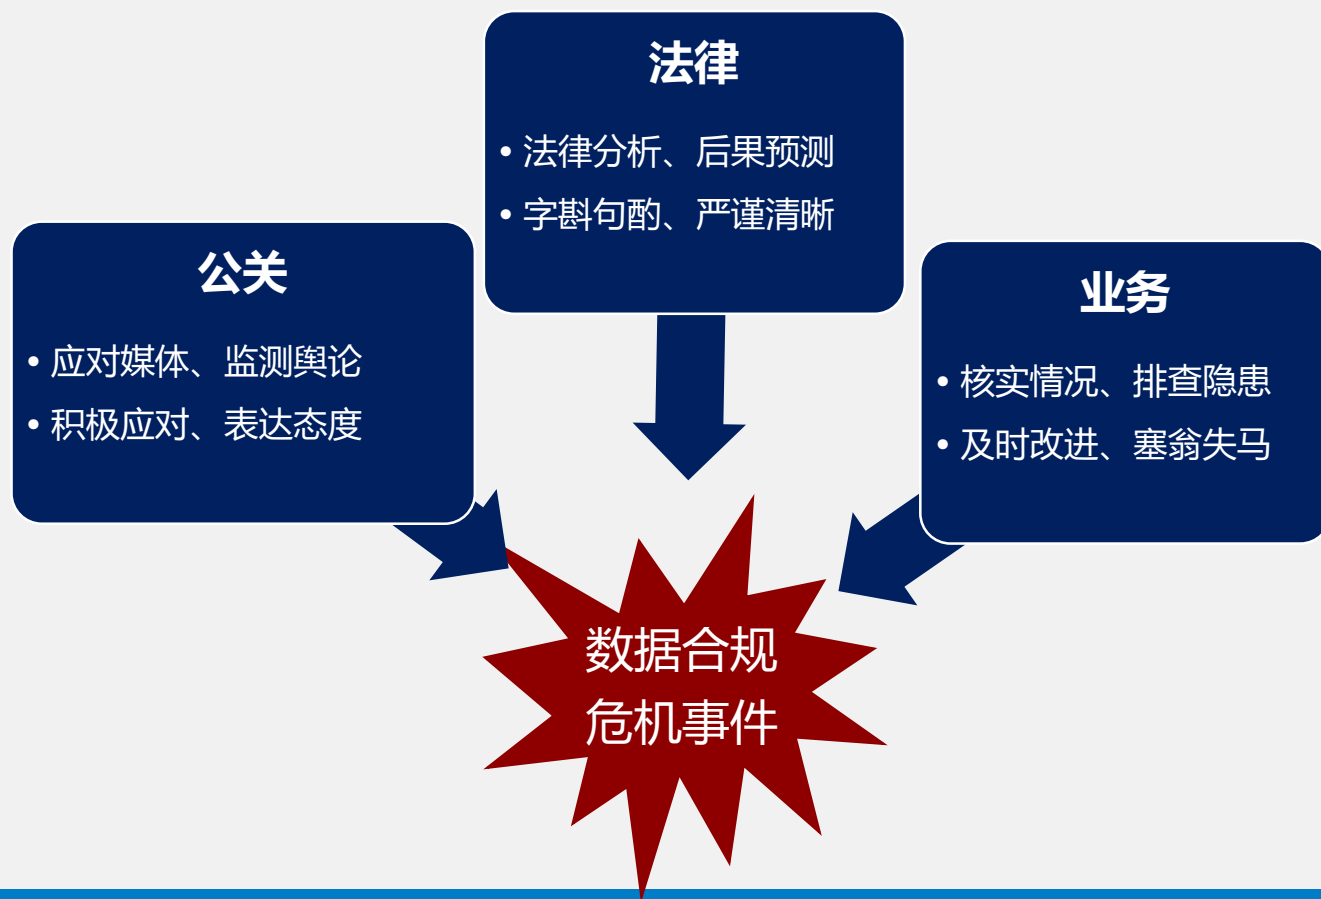 法律
• 法律分析、后果预测
• 字斟句酌、严谨清晰
公关
• 应对媒体、监测舆论
• 积极应对、表达态度
业务
• 核实情况、排查隐患
• 及时改进、塞翁失马
数据合规
危机事件